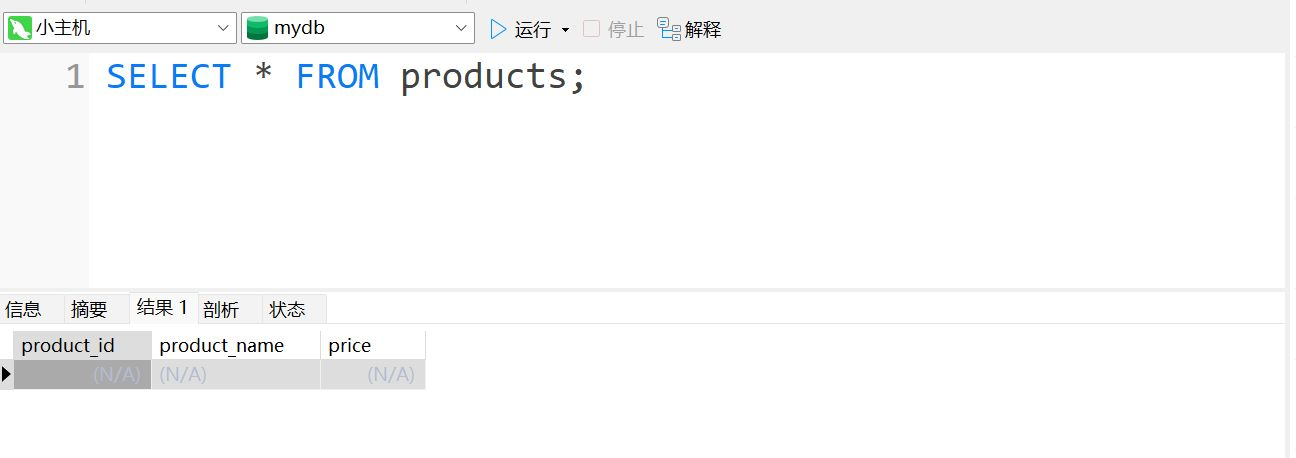 小主机 mydb 运行 停止 解释
1 SELECT * FROM products;
信息 摘要 结果 1 剖析 状态
product_id product_name price
(N/A) (N/A) (N/A)